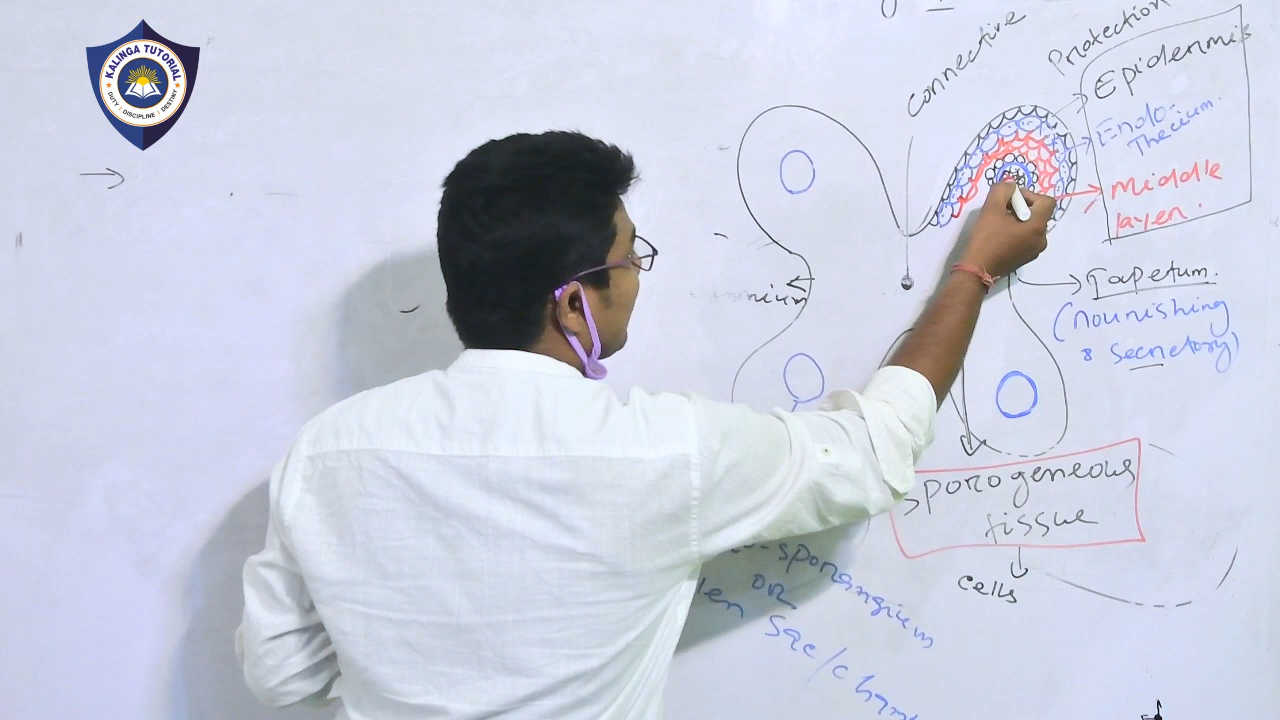 KALINGA TUTORIAL
DUTY | DISCIPLINE | DESTINY
connective
Protection
Epidermis
Endo-
Thecium.
Middle
layer.
Tapetum.
(nourishing
& secretory)
sporogeneous
tissue
cells
sporangium
OR
Sac/cham